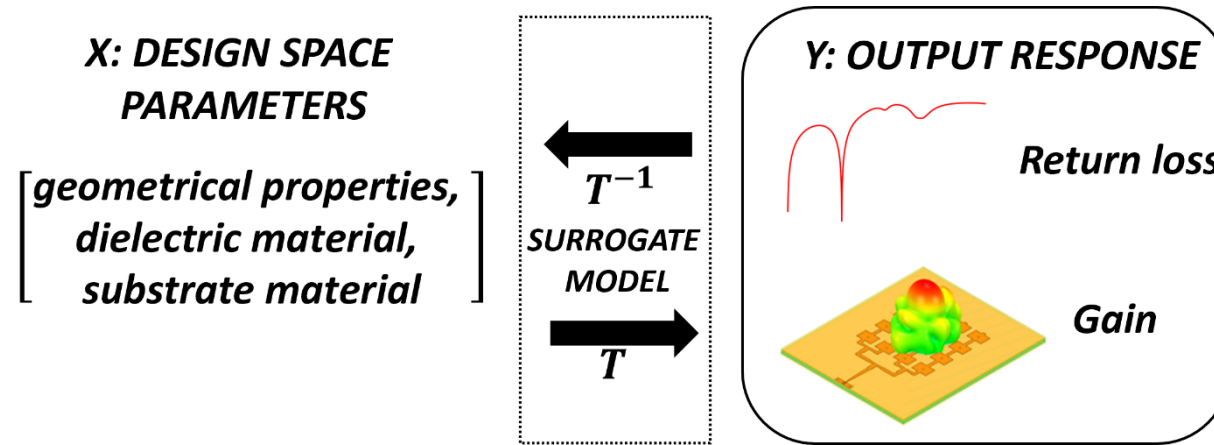 X: DESIGN SPACE
PARAMETERS
[geometrical properties,
dielectric material,
substrate material]
T⁻¹
SURROGATE
MODEL
T
Y: OUTPUT RESPONSE
Return loss
Gain